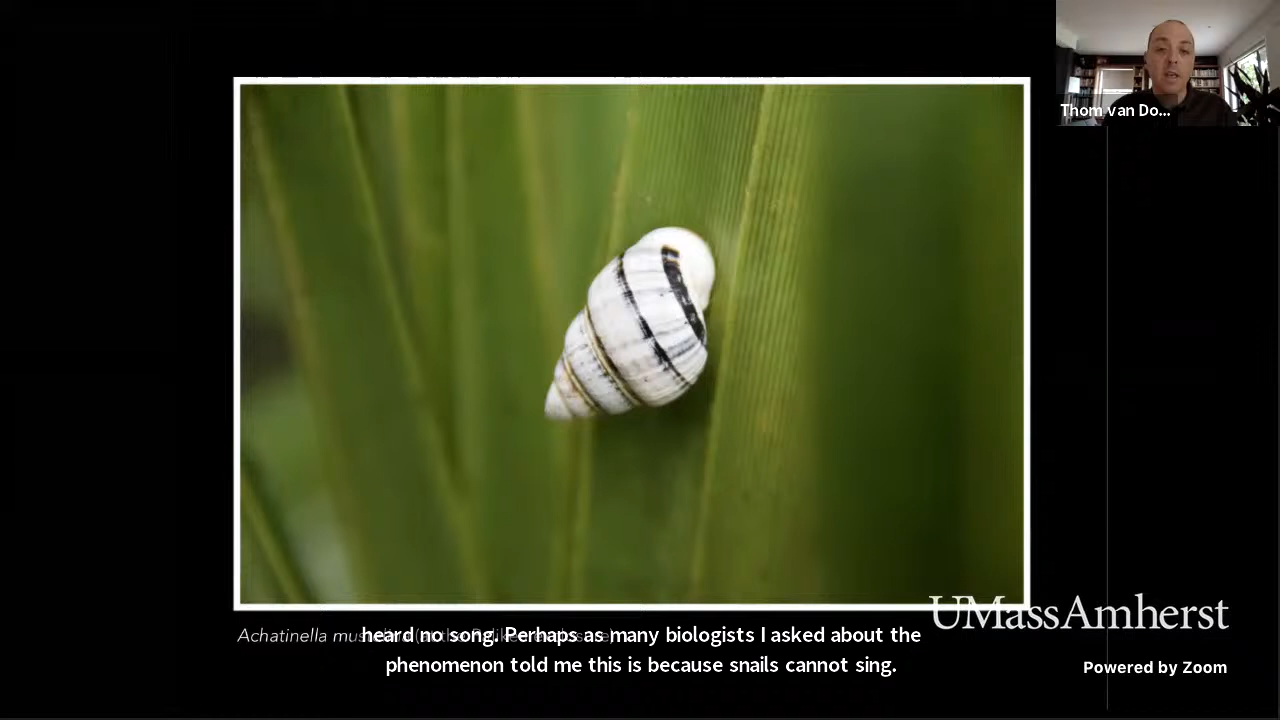 Thom van Do...
UMassAmherst
Achatinella
heard no song. Perhaps as many biologists I asked about the
phenomenon told me this is because snails cannot sing.
Powered by Zoom